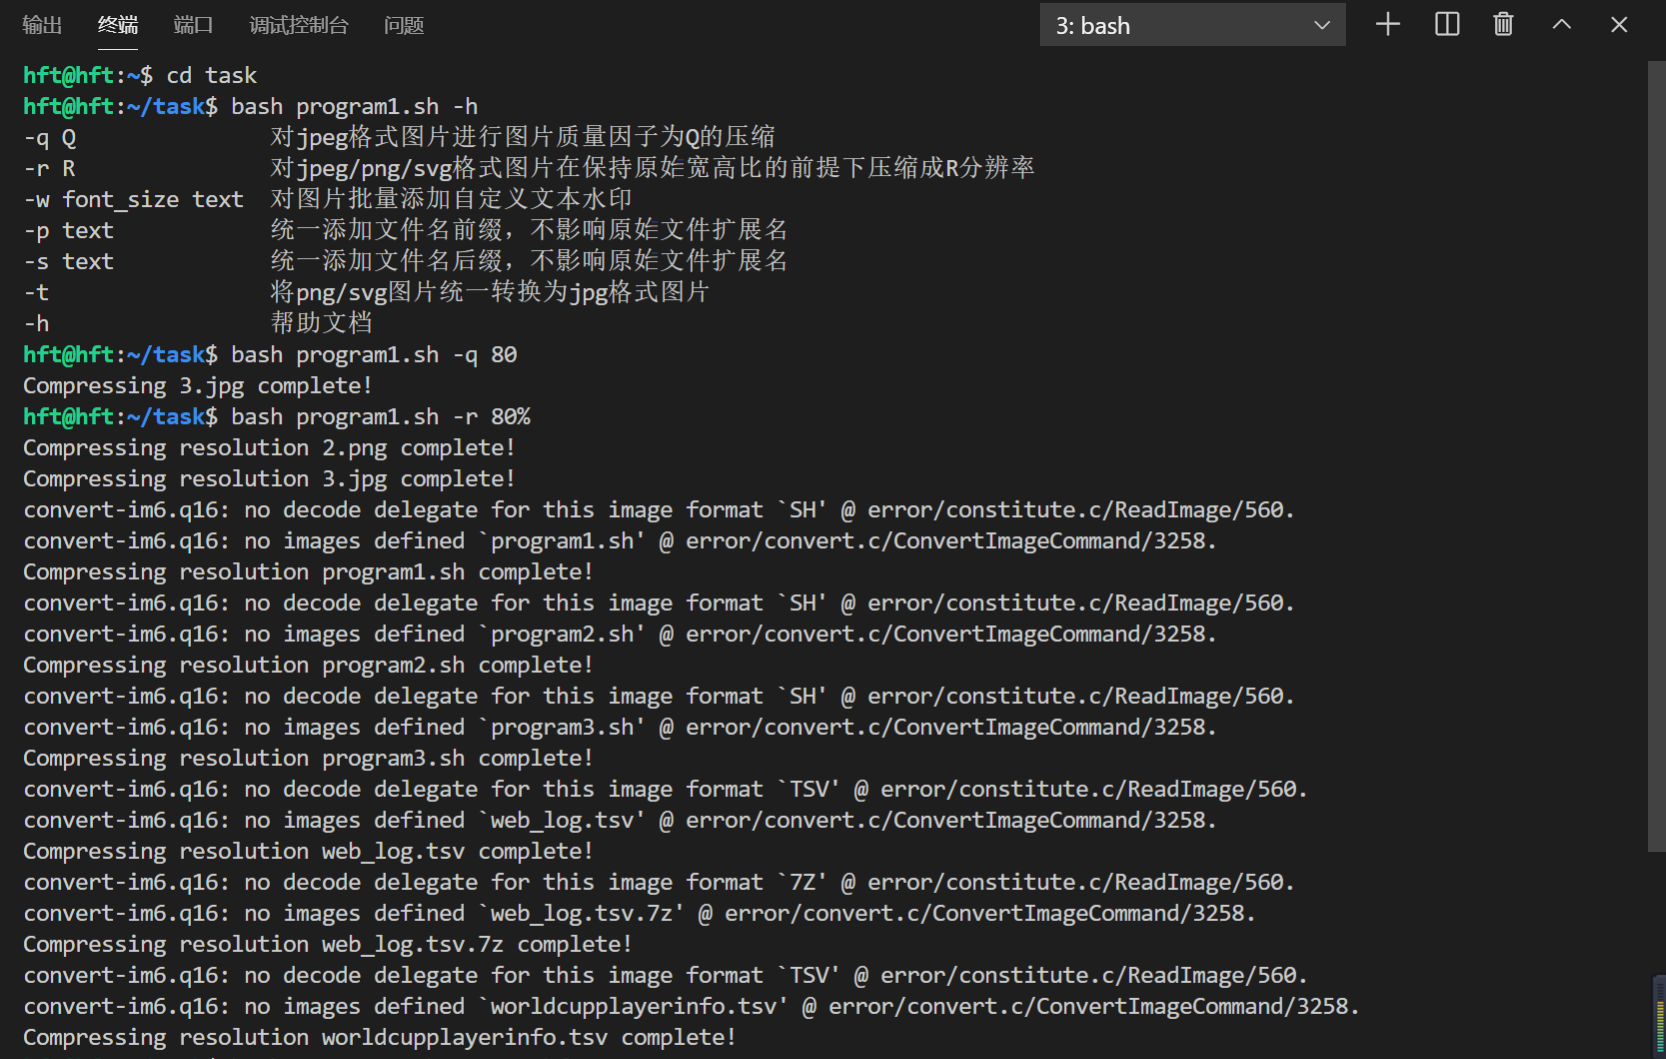 输出 终端 端口 调试控制台 问题 3: bash
hft@hft:~$ cd task
hft@hft:~/task$ bash program1.sh -h
-q Q 对jpeg格式图片进行图片质量因子为Q的压缩
-r R 对jpeg/png/svg格式图片在保持原始宽高比的前提下压缩成R分辨率
-w font_size text 对图片批量添加自定义文本水印
-p text 统一添加文件名前缀，不影响原始文件扩展名
-s text 统一添加文件名后缀，不影响原始文件扩展名
-t 将png/svg图片统一转换为jpg格式图片
-h 帮助文档
hft@hft:~/task$ bash program1.sh -q 80
Compressing 3.jpg complete!
hft@hft:~/task$ bash program1.sh -r 80%
Compressing resolution 2.png complete!
Compressing resolution 3.jpg complete!
convert-im6.q16: no decode delegate for this image format `SH' @ error/constitute.c/ReadImage/560.
convert-im6.q16: no images defined `program1.sh' @ error/convert.c/ConvertImageCommand/3258.
Compressing resolution program1.sh complete!
convert-im6.q16: no decode delegate for this image format `SH' @ error/constitute.c/ReadImage/560.
convert-im6.q16: no images defined `program2.sh' @ error/convert.c/ConvertImageCommand/3258.
Compressing resolution program2.sh complete!
convert-im6.q16: no decode delegate for this image format `SH' @ error/constitute.c/ReadImage/560.
convert-im6.q16: no images defined `program3.sh' @ error/convert.c/ConvertImageCommand/3258.
Compressing resolution program3.sh complete!
convert-im6.q16: no decode delegate for this image format `TSV' @ error/constitute.c/ReadImage/560.
convert-im6.q16: no images defined `web_log.tsv' @ error/convert.c/ConvertImageCommand/3258.
Compressing resolution web_log.tsv complete!
convert-im6.q16: no decode delegate for this image format `7Z' @ error/constitute.c/ReadImage/560.
convert-im6.q16: no images defined `web_log.tsv.7z' @ error/convert.c/ConvertImageCommand/3258.
Compressing resolution web_log.tsv.7z complete!
convert-im6.q16: no decode delegate for this image format `TSV' @ error/constitute.c/ReadImage/560.
convert-im6.q16: no images defined `worldcupplayerinfo.tsv' @ error/convert.c/ConvertImageCommand/3258.
Compressing resolution worldcupplayerinfo.tsv complete!